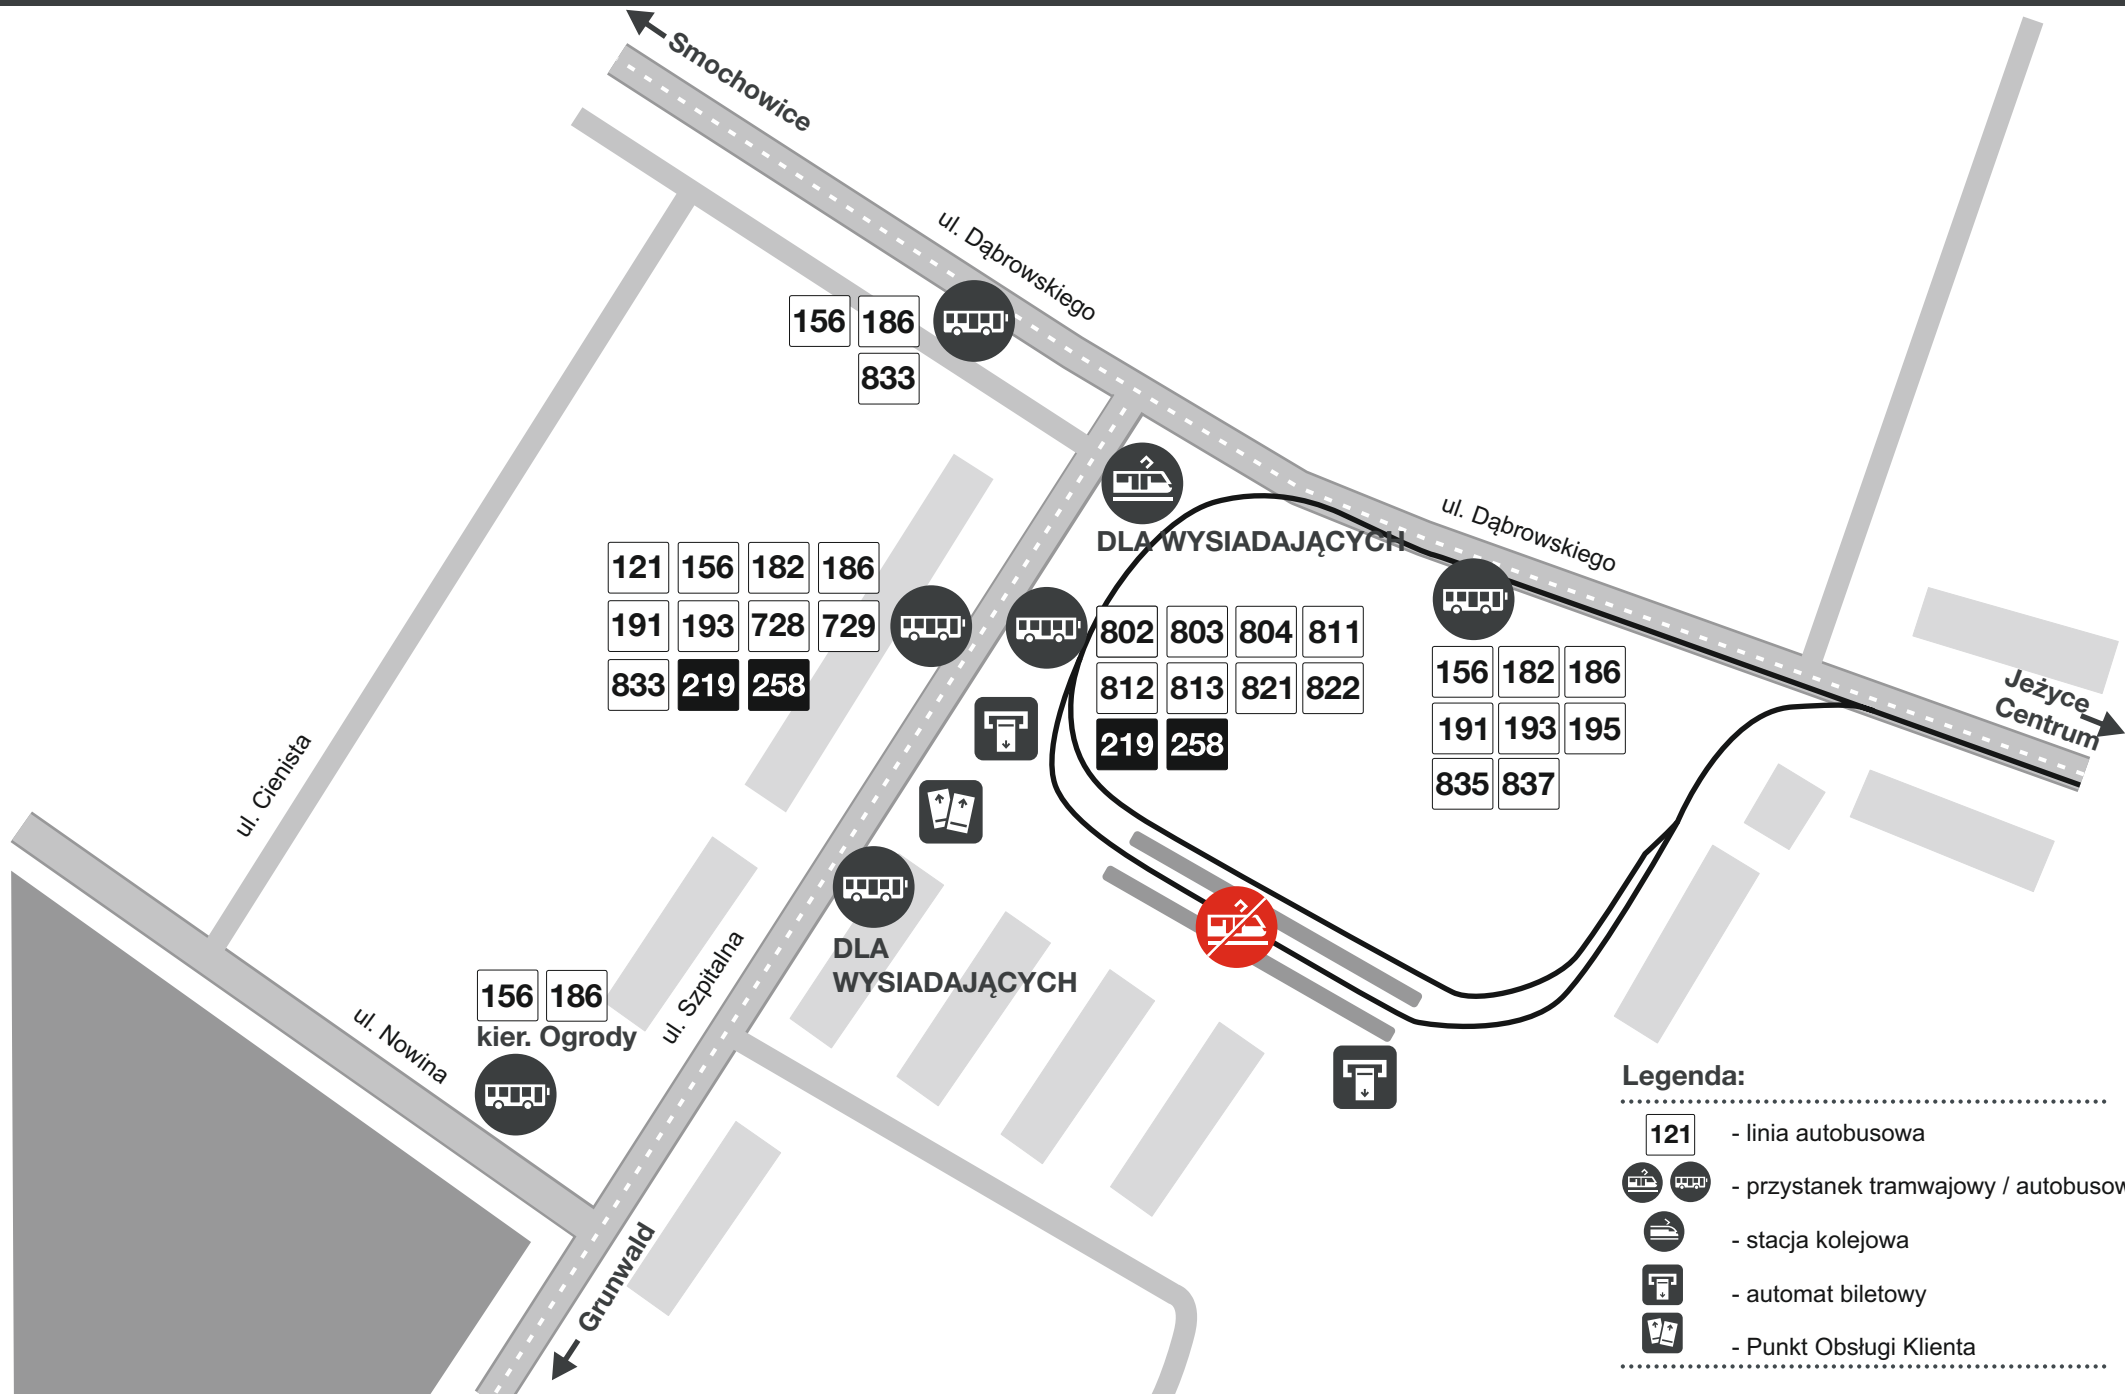 Smochowice
ul. Dąbrowskiego
156 186
833
DLA WYSIADAJĄCYCH
ul. Dąbrowskiego
121 156 182 186
191 193 728 729
833 219 258
802 803 804 811
812 813 821 822
219 258
156 182 186
191 193 195
835 837
Jeżyce
Centrum
ul. Cienista
DLA
WYSIADAJĄCYCH
ul. Szpitalna
156 186
kier. Ogrody
ul. Nowina
Grunwald
Legenda:
121 - linia autobusowa
- przystanek tramwajowy / autobusow
- stacja kolejowa
- automat biletowy
- Punkt Obsługi Klienta